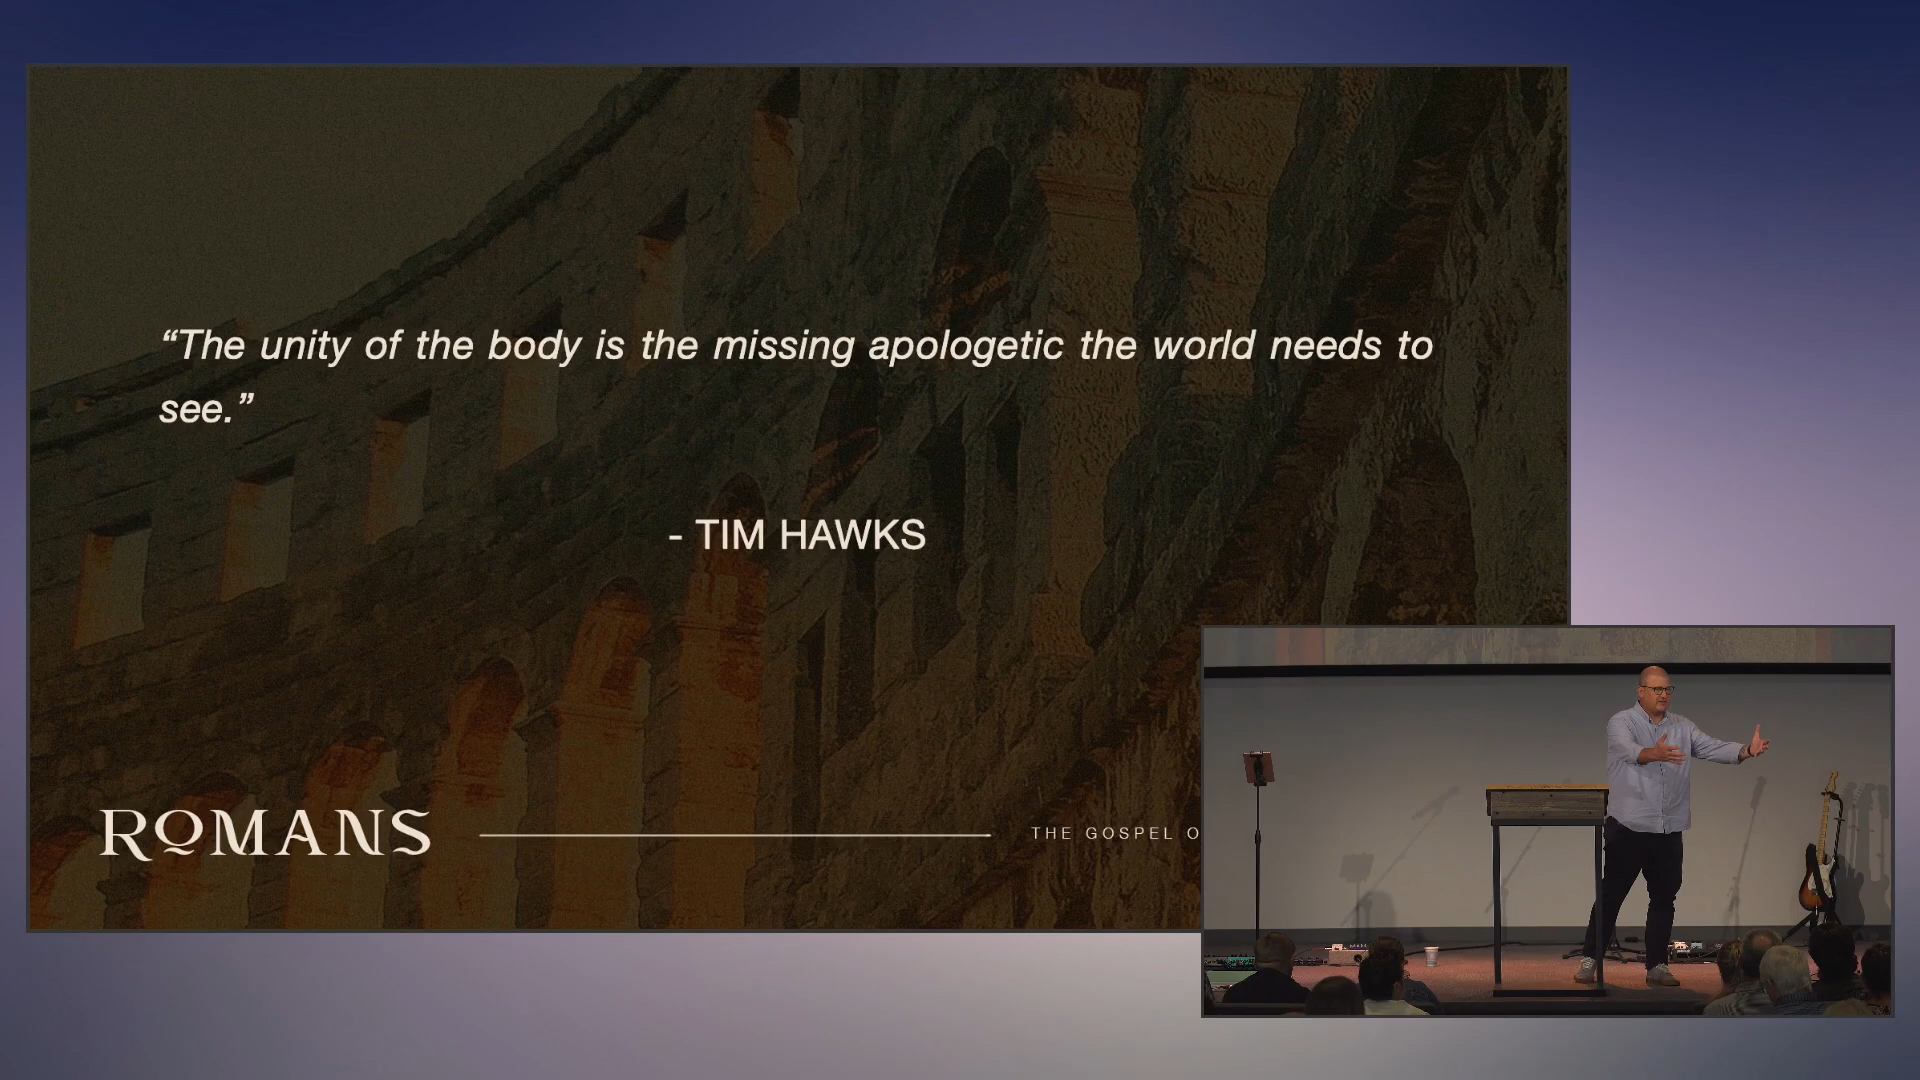 “The unity of the body is the missing apologetic the world needs to
see.”
- TIM HAWKS
ROMANS
THE GOSPEL O